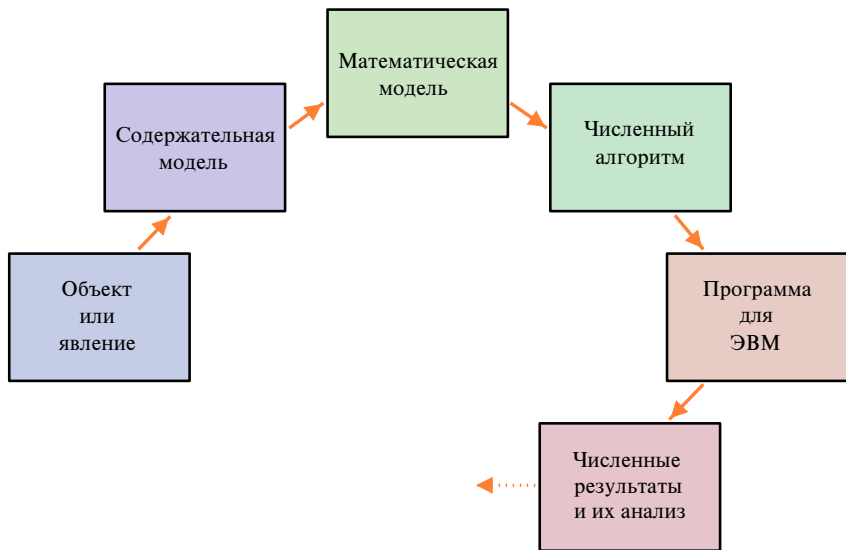 Объект
или
явление
Содержательная
модель
Математическая
модель
Численный
алгоритм
Программа
для
ЭВМ
Численные
результаты
и их анализ